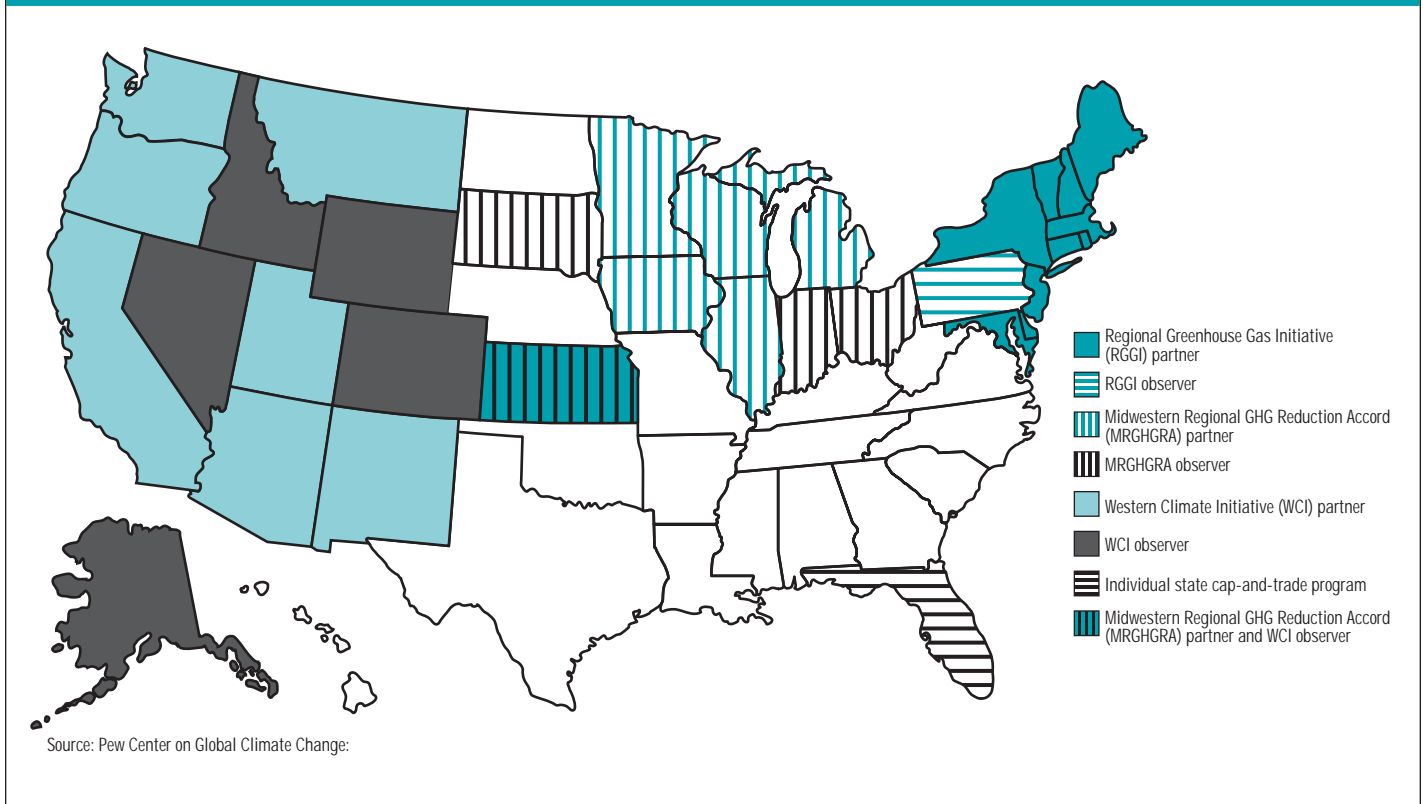 Regional Greenhouse Gas Initiative
(RGGI) partner
RGGI observer
Midwestern Regional GHG Reduction Accord
(MRGHGRA) partner
MRGHGRA observer
Western Climate Initiative (WCI) partner
WCI observer
Individual state cap-and-trade program
Midwestern Regional GHG Reduction Accord
(MRGHGRA) partner and WCI observer
Source: Pew Center on Global Climate Change: